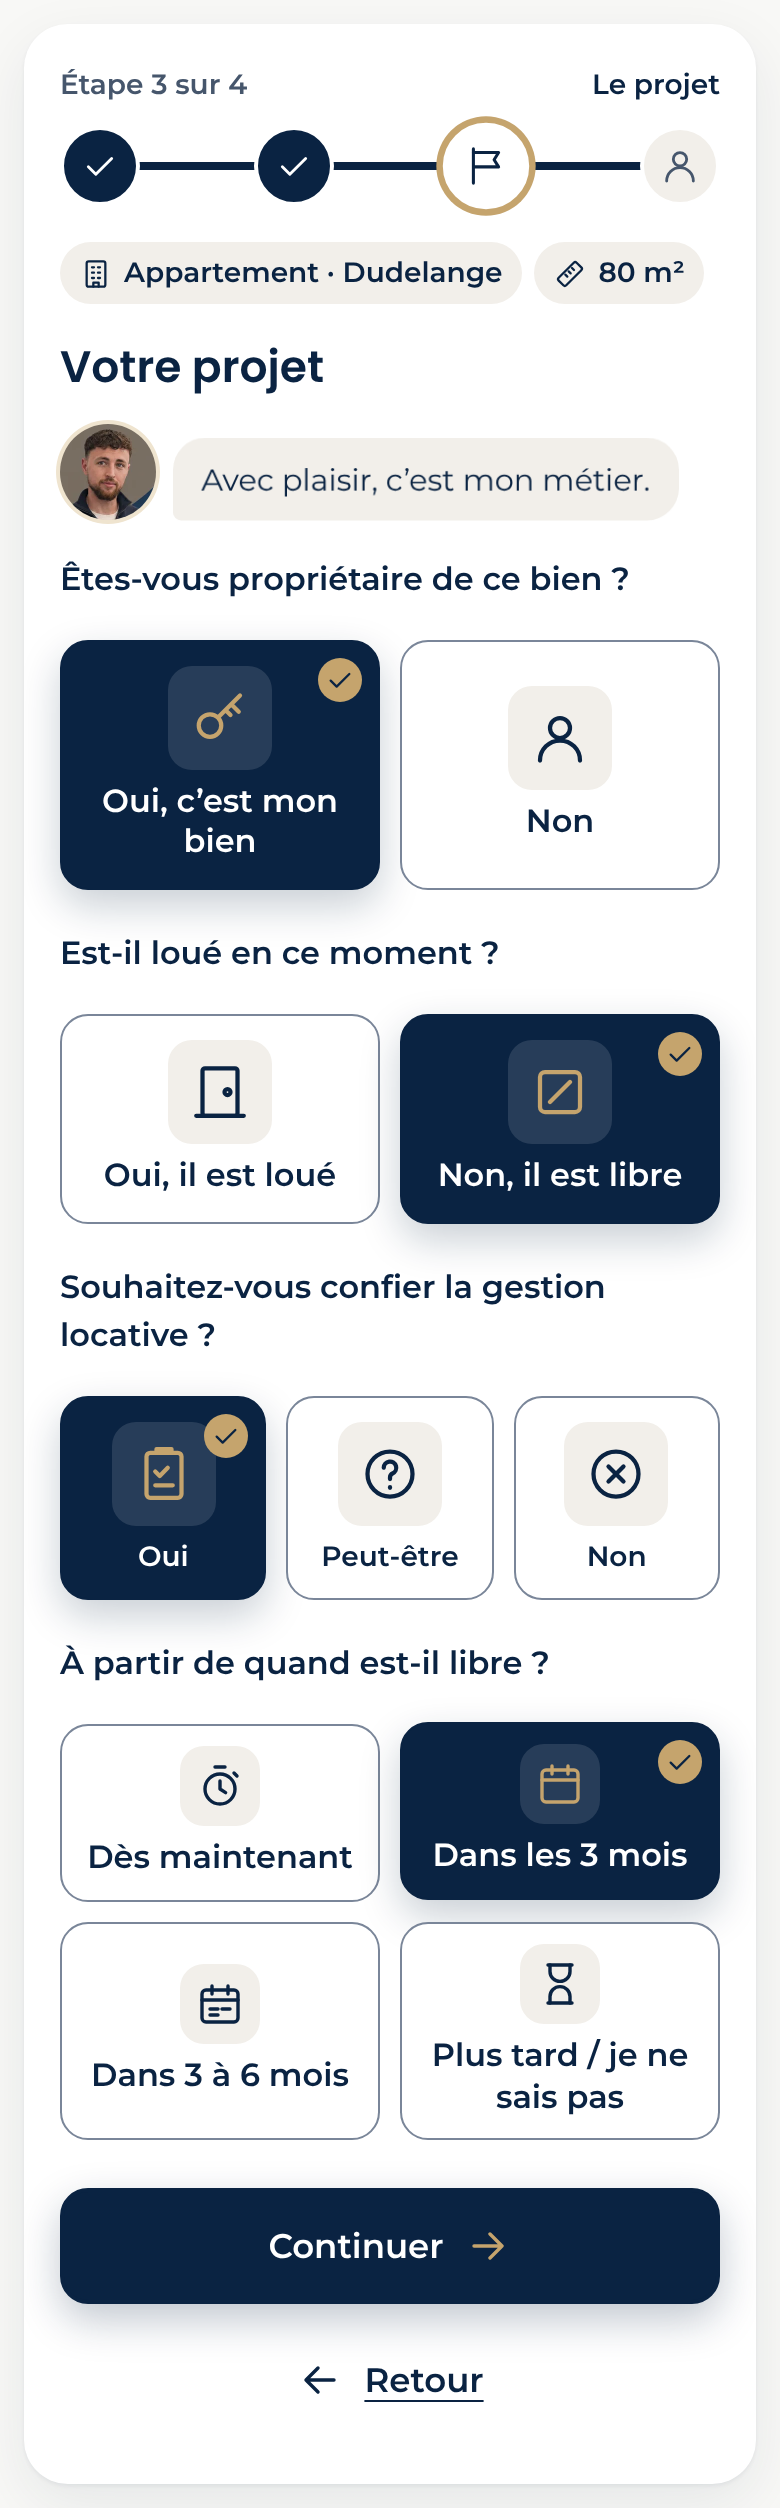 Étape 3 sur 4
Le projet
Appartement · Dudelange
80 m²
Votre projet
Avec plaisir, c’est mon métier.
Êtes-vous propriétaire de ce bien ?
Oui, c’est mon
bien
Non
Est-il loué en ce moment ?
Oui, il est loué
Non, il est libre
Souhaitez-vous confier la gestion
locative ?
Oui
Peut-être
Non
À partir de quand est-il libre ?
Dès maintenant
Dans les 3 mois
Dans 3 à 6 mois
Plus tard / je ne
sais pas
Continuer
Retour